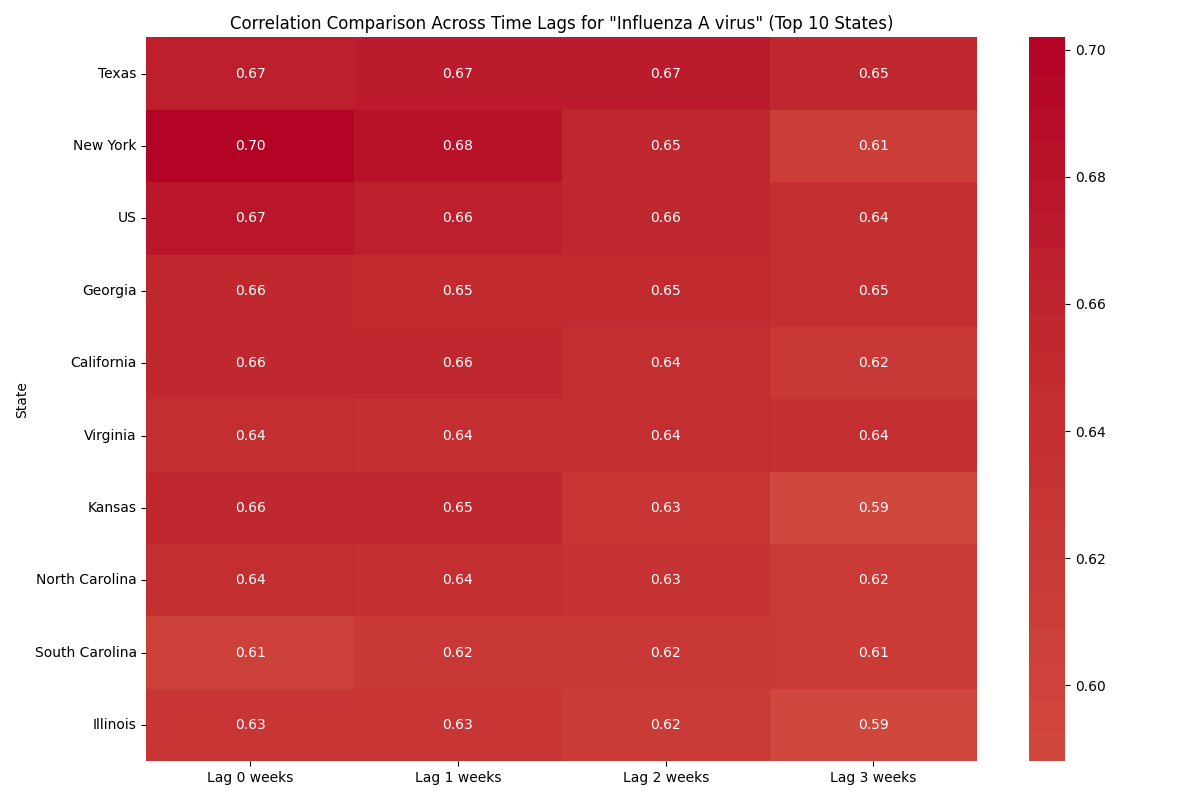 Correlation Comparison Across Time Lags for "Influenza A virus" (Top 10 States)
State
Texas 0.67 0.67 0.67 0.65
New York 0.70 0.68 0.65 0.61
US 0.67 0.66 0.66 0.64
Georgia 0.66 0.65 0.65 0.65
California 0.66 0.66 0.64 0.62
Virginia 0.64 0.64 0.64 0.64
Kansas 0.66 0.65 0.63 0.59
North Carolina 0.64 0.64 0.63 0.62
South Carolina 0.61 0.62 0.62 0.61
Illinois 0.63 0.63 0.62 0.59
Lag 0 weeks Lag 1 weeks Lag 2 weeks Lag 3 weeks
0.70
0.68
0.66
0.64
0.62
0.60